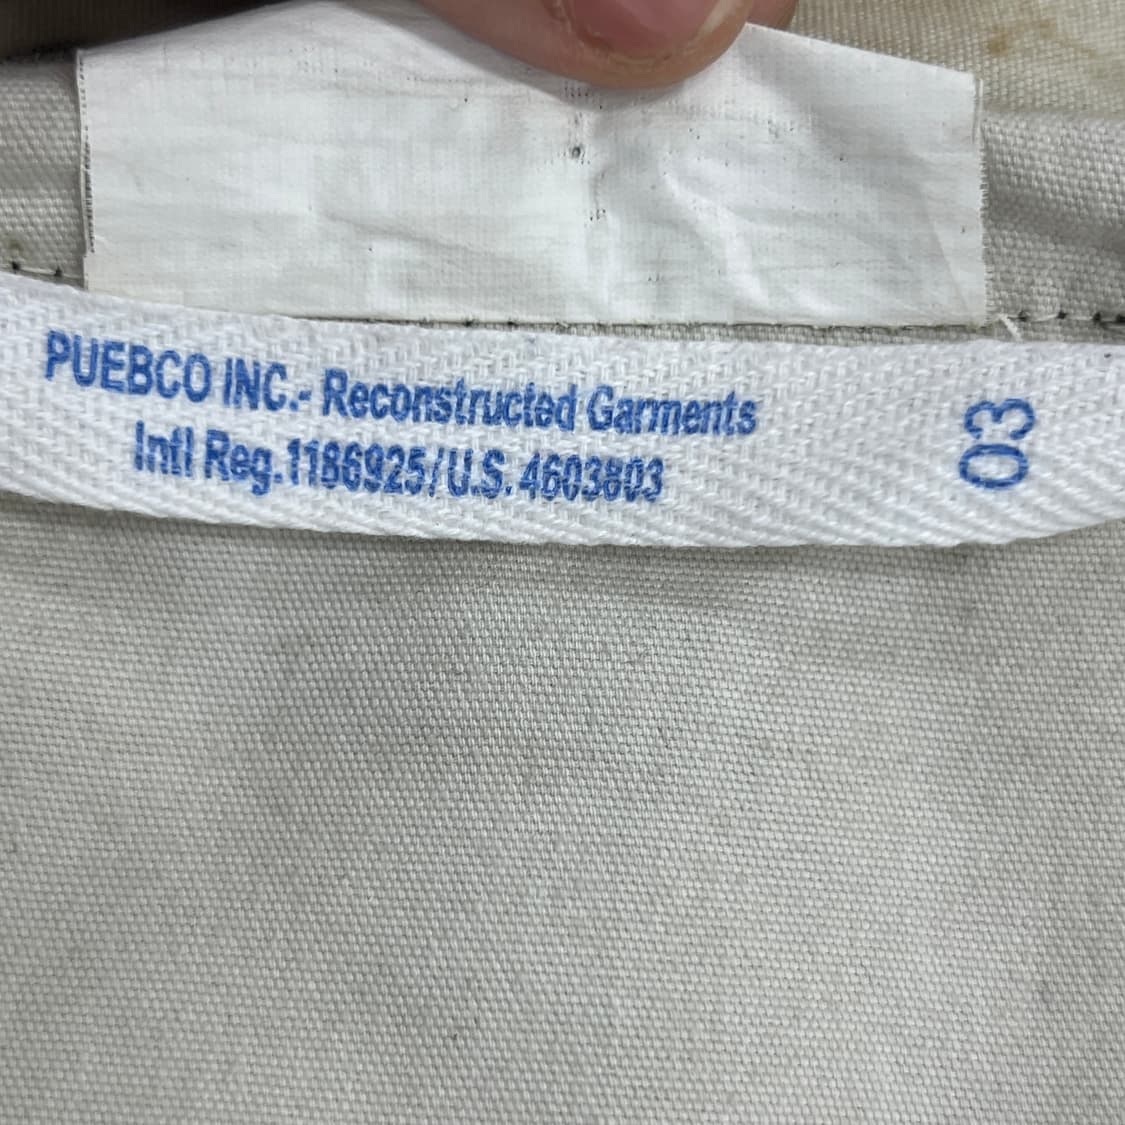 PUEBCO INC.- Reconstructed Garments
Intl Reg.1186925/U.S. 4603803
03